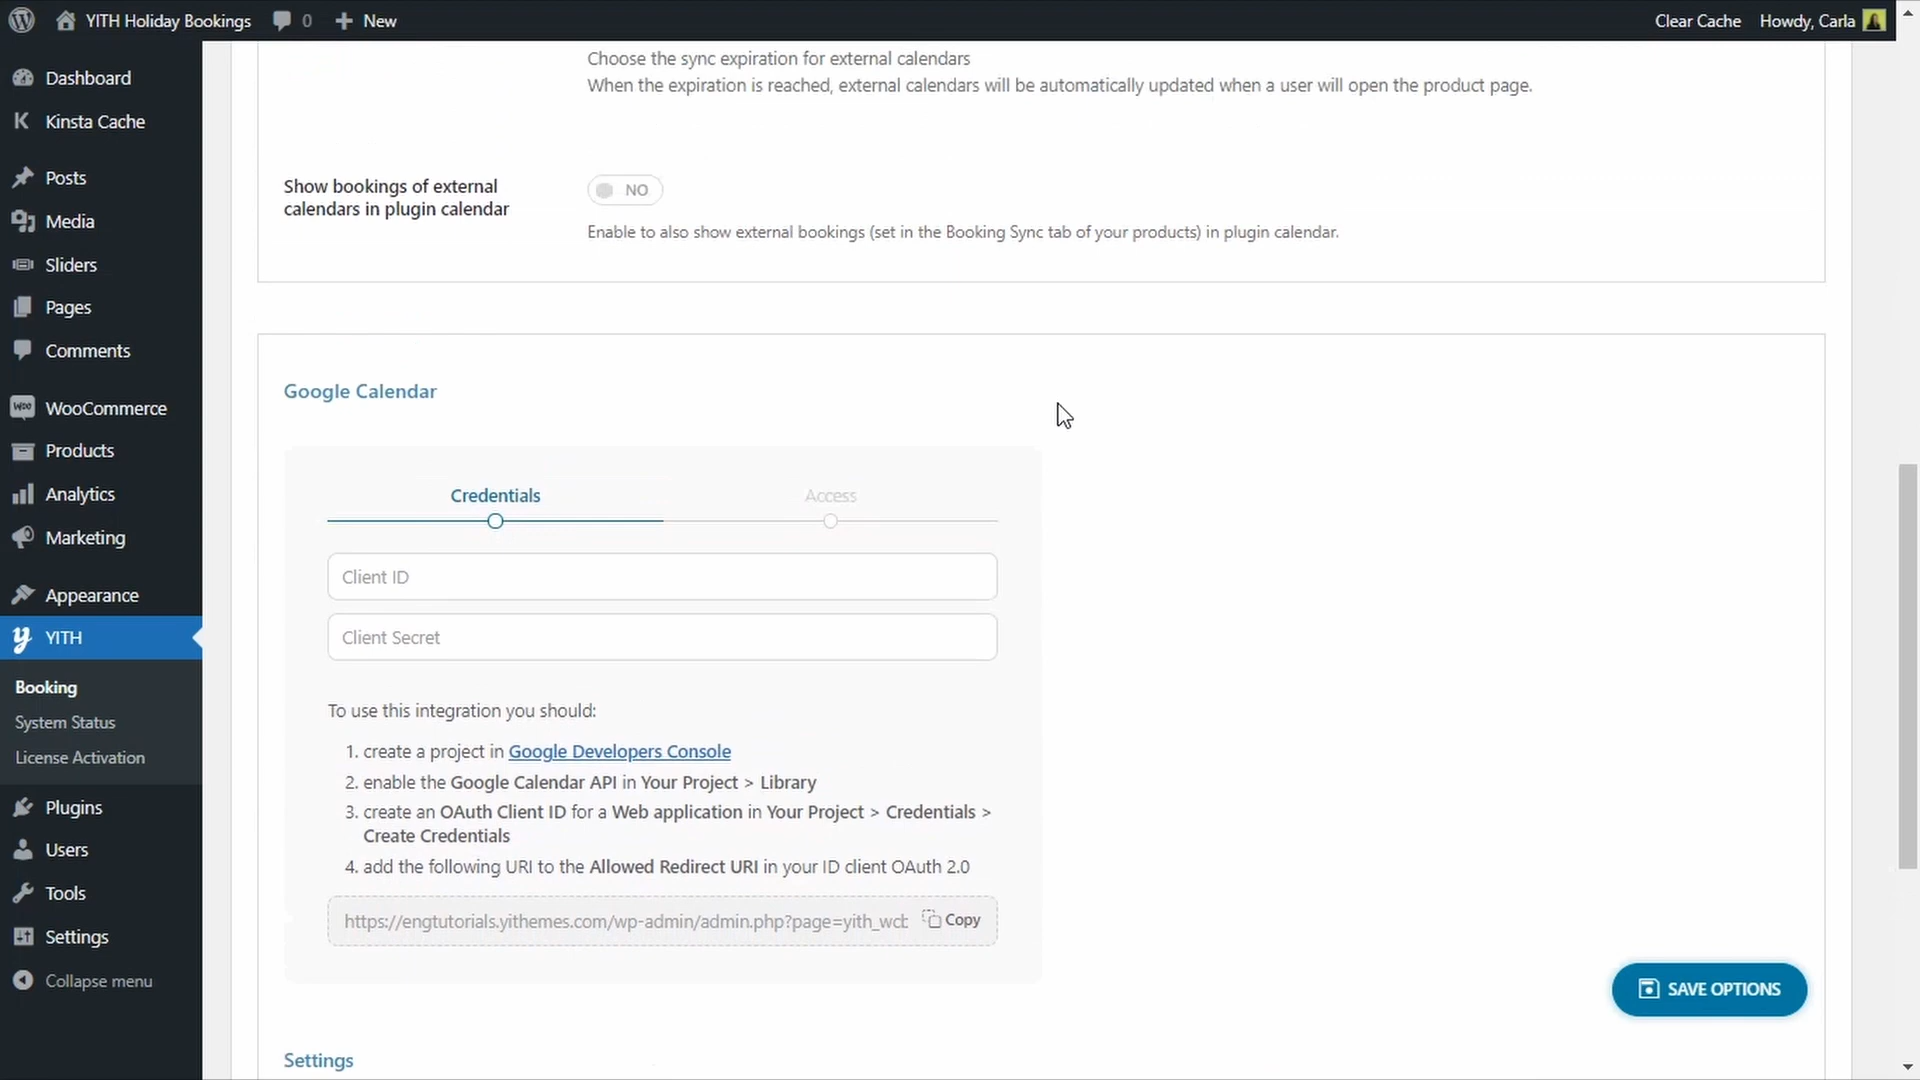 YITH Holiday Bookings
0
New
Clear Cache
Howdy, Carla
Dashboard
Kinsta Cache
Posts
Media
Sliders
Pages
Comments
WooCommerce
Products
Analytics
Marketing
Appearance
YITH
Booking
System Status
License Activation
Plugins
Users
Tools
Settings
Collapse menu
Choose the sync expiration for external calendars
When the expiration is reached, external calendars will be automatically updated when a user will open the product page.
Show bookings of external
calendars in plugin calendar
NO
Enable to also show external bookings (set in the Booking Sync tab of your products) in plugin calendar.
Google Calendar
Credentials
Access
Client ID
Client Secret
To use this integration you should:
1. create a project in Google Developers Console
2. enable the Google Calendar API in Your Project > Library
3. create an OAuth Client ID for a Web application in Your Project > Credentials >
Create Credentials
4. add the following URI to the Allowed Redirect URI in your ID client OAuth 2.0
https://engtutorials.yithemes.com/wp-admin/admin.php?page=yith_wcb
Copy
SAVE OPTIONS
Settings